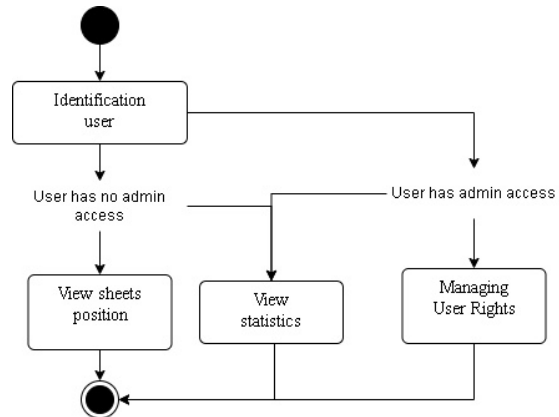 Identification
user
User has no admin
access
User has admin access
View sheets
position
View
statistics
Managing
User Rights